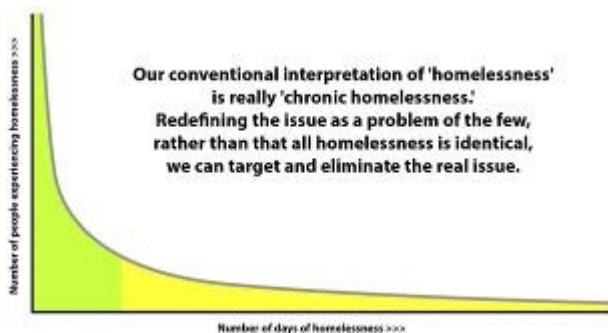 Our conventional interpretation of 'homelessness'
is really 'chronic homelessness.'
Redefining the issue as a problem of the few,
rather than that all homelessness is identical,
we can target and eliminate the real issue.
Number of people experiencing homelessness >>>
Number of days of homelessness >>>